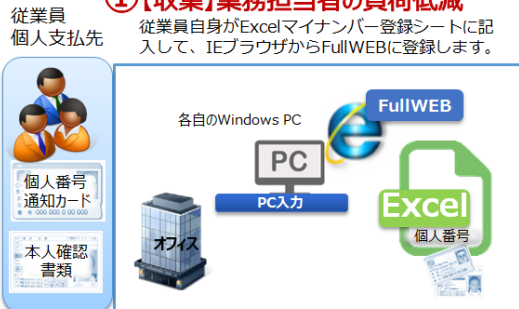 従業員
個人支払先
①【収集】業務担当者の負荷低減
従業員自身がExcelマイナンバー登録シートに記
入して、IEブラウザからFullWEBに登録します。
各自のWindows PC
FullWEB
PC
PC入力
オフィス
Excel
個人番号
個人番号
通知カード
本人確認
書類